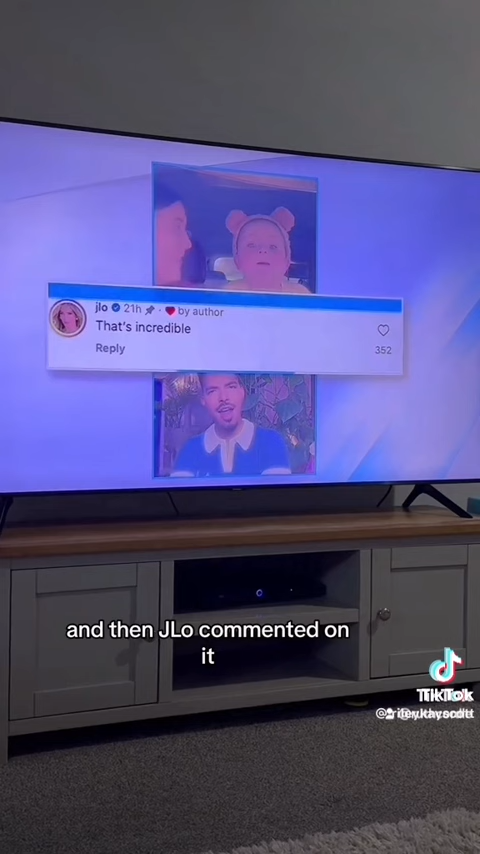 jlo 21h · by author
That's incredible
Reply
352
and then JLo commented on
it
TikTok